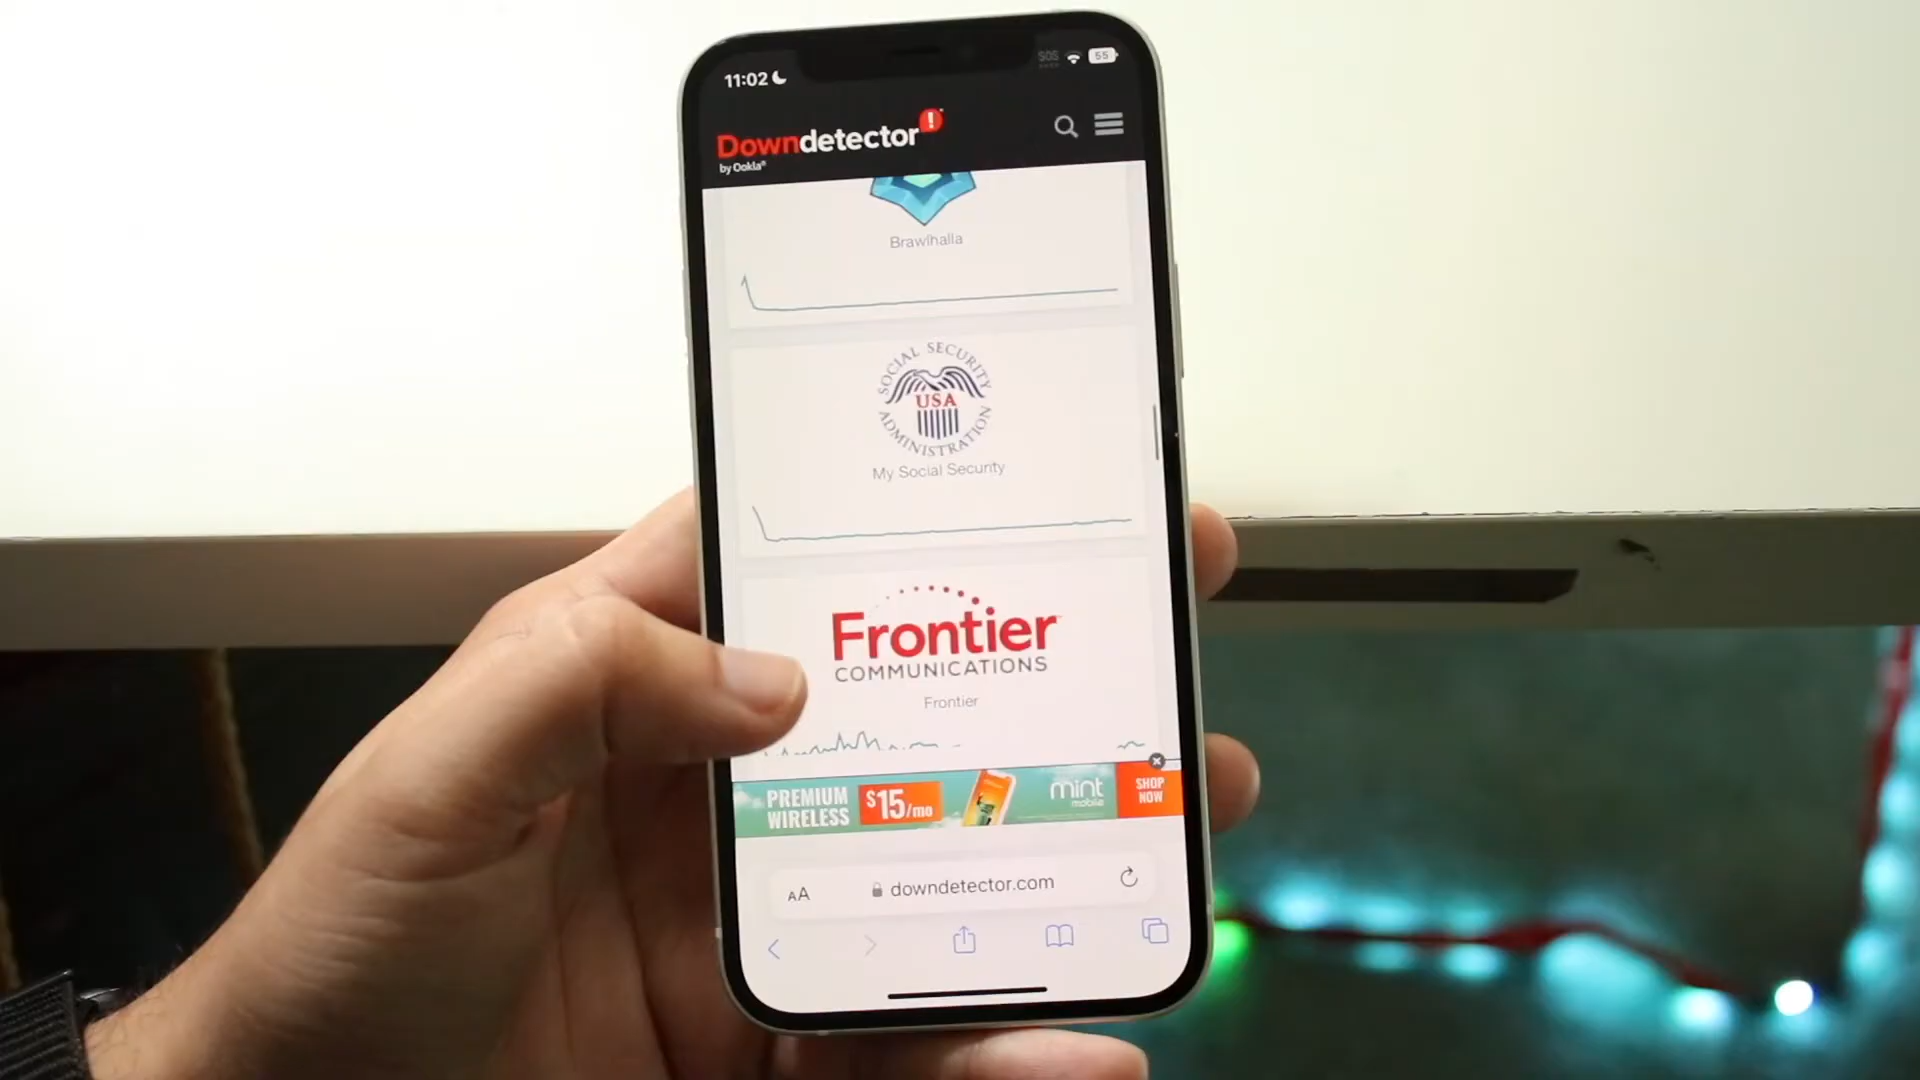 11:02
SOS
55
Downdetector!
by Ookla®
Brawlhalla
SOCIAL SECURITY
USA
ADMINISTRATION
My Social Security
Frontier
COMMUNICATIONS
Frontier
PREMIUM
WIRELESS
$15/mo
mint
mobile
SHOP
NOW
AA
downdetector.com